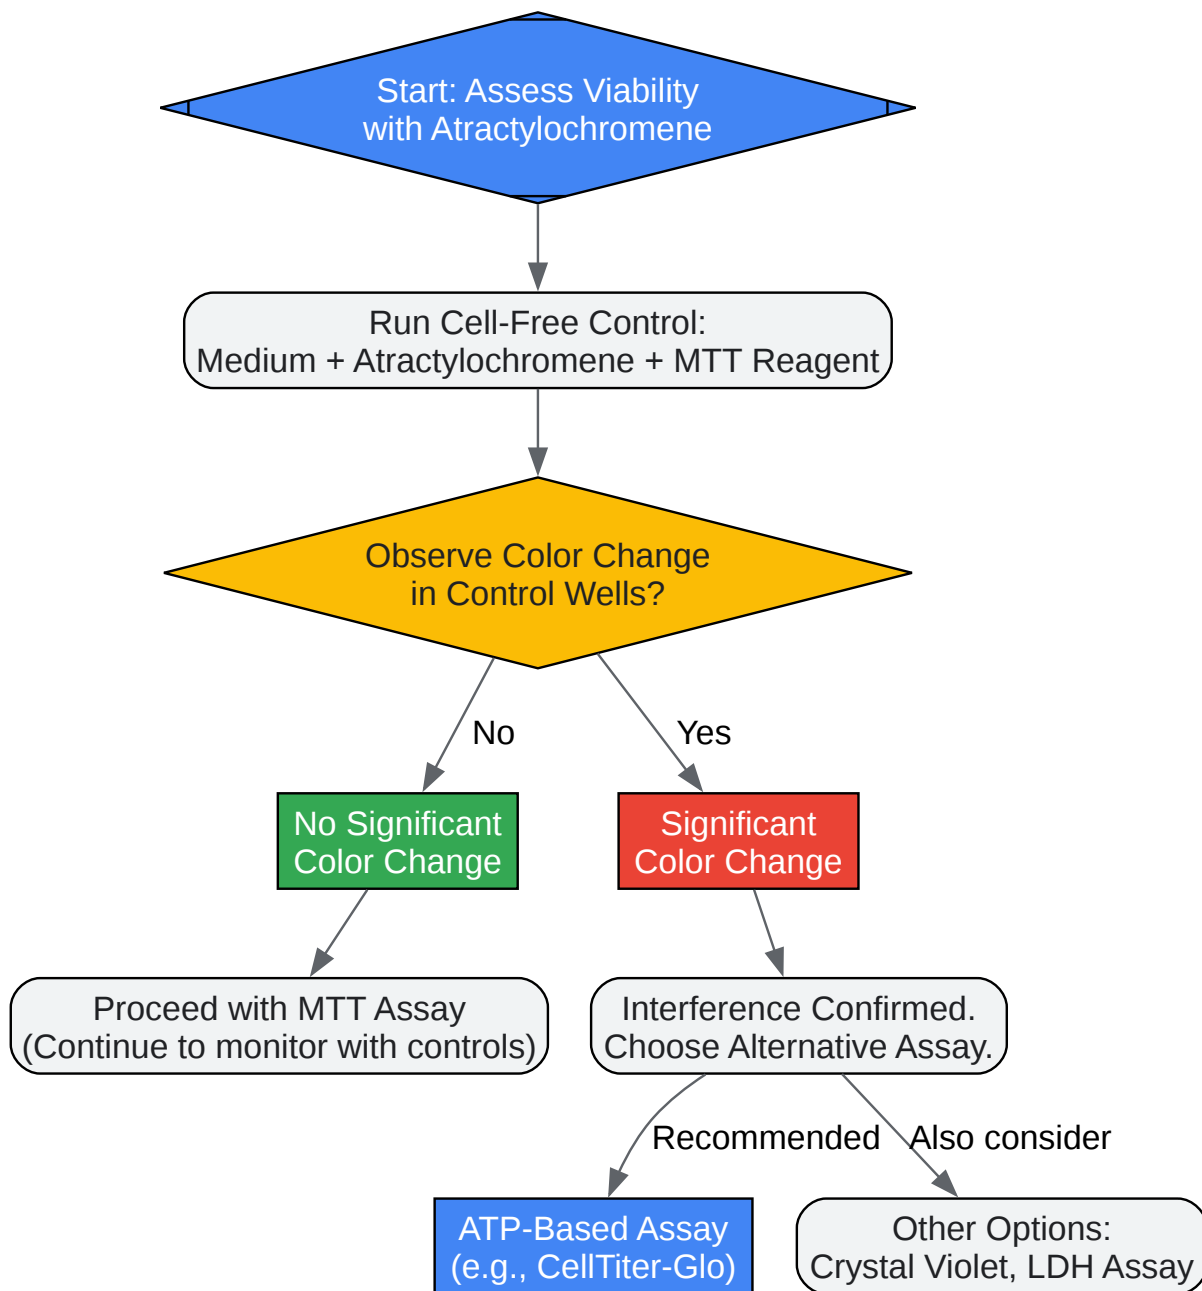 Start: Assess Viability
with Atractylochromene
Run Cell-Free Control:
Medium + Atractylochromene + MTT Reagent
Observe Color Change
in Control Wells?
No
Yes
No Significant
Color Change
Significant
Color Change
Proceed with MTT Assay
(Continue to monitor with controls)
Interference Confirmed.
Choose Alternative Assay.
Recommended
Also consider
ATP-Based Assay
(e.g., CellTiter-Glo)
Other Options:
Crystal Violet, LDH Assay